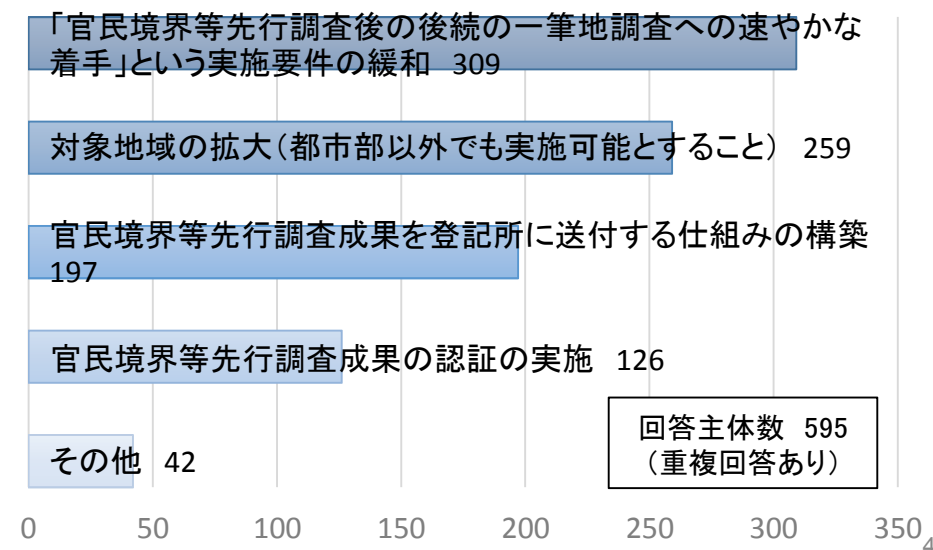 「官民境界等先行調査後の後続の一筆地調査への速やかな
着手」という実施要件の緩和 309
対象地域の拡大(都市部以外でも実施可能とすること) 259
官民境界等先行調査成果を登記所に送付する仕組みの構築
197
官民境界等先行調査成果の認証の実施 126
その他 42
回答主体数 595
(重複回答あり)
0 50 100 150 200 250 300 350
4